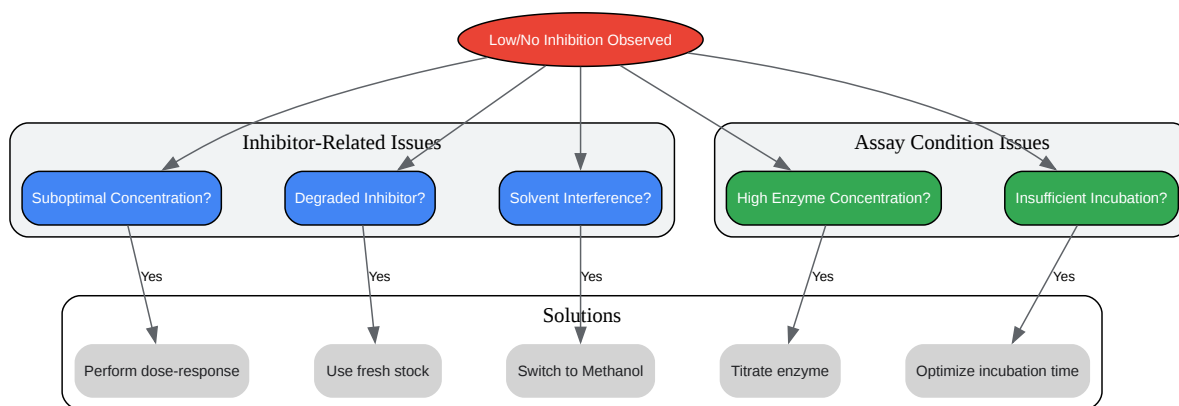 Low/No Inhibition Observed
Inhibitor-Related Issues
Assay Condition Issues
Suboptimal Concentration?
Degraded Inhibitor?
Solvent Interference?
High Enzyme Concentration?
Insufficient Incubation?
Yes
Yes
Yes
Yes
Yes
Solutions
Perform dose-response
Use fresh stock
Switch to Methanol
Titrate enzyme
Optimize incubation time